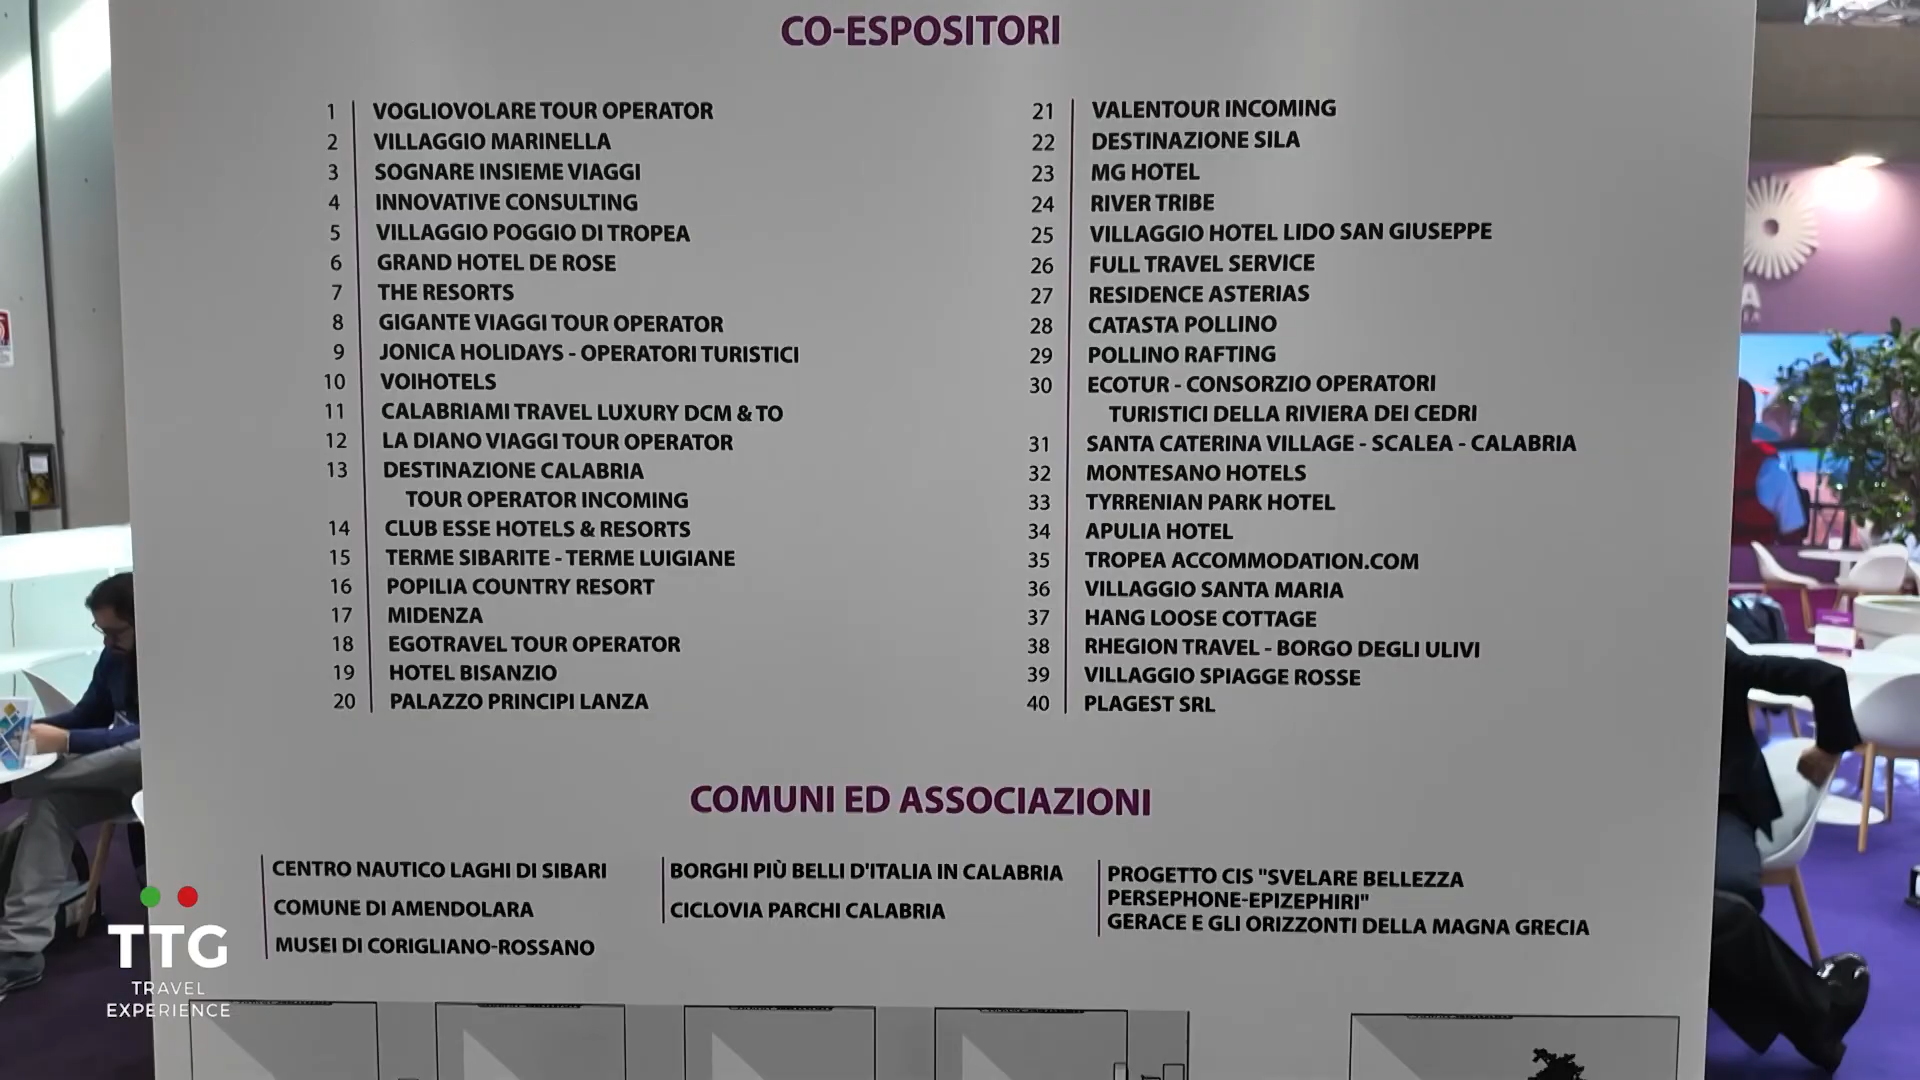 CO-ESPOSITORI
1 VOGLIOVOLARE TOUR OPERATOR
2 VILLAGGIO MARINELLA
3 SOGNARE INSIEME VIAGGI
4 INNOVATIVE CONSULTING
5 VILLAGGIO POGGIO DI TROPEA
6 GRAND HOTEL DE ROSE
7 THE RESORTS
8 GIGANTE VIAGGI TOUR OPERATOR
9 JONICA HOLIDAYS - OPERATORI TURISTICI
10 VOIHOTELS
11 CALABRIAMI TRAVEL LUXURY DCM & TO
12 LA DIANO VIAGGI TOUR OPERATOR
13 DESTINAZIONE CALABRIA
TOUR OPERATOR INCOMING
14 CLUB ESSE HOTELS & RESORTS
15 TERME SIBARITE - TERME LUIGIANE
16 POPILIA COUNTRY RESORT
17 MIDENZA
18 EGOTRAVEL TOUR OPERATOR
19 HOTEL BISANZIO
20 PALAZZO PRINCIPI LANZA
21 VALENTOUR INCOMING
22 DESTINAZIONE SILA
23 MG HOTEL
24 RIVER TRIBE
25 VILLAGGIO HOTEL LIDO SAN GIUSEPPE
26 FULL TRAVEL SERVICE
27 RESIDENCE ASTERIAS
28 CATASTA POLLINO
29 POLLINO RAFTING
30 ECOTUR - CONSORZIO OPERATORI
TURISTICI DELLA RIVIERA DEI CEDRI
31 SANTA CATERINA VILLAGE - SCALEA - CALABRIA
32 MONTESANO HOTELS
33 TYRRENIAN PARK HOTEL
34 APULIA HOTEL
35 TROPEA ACCOMMODATION.COM
36 VILLAGGIO SANTA MARIA
37 HANG LOOSE COTTAGE
38 RHEGION TRAVEL - BORGO DEGLI ULIVI
39 VILLAGGIO SPIAGGE ROSSE
40 PLAGEST SRL
COMUNI ED ASSOCIAZIONI
CENTRO NAUTICO LAGHI DI SIBARI
COMUNE DI AMENDOLARA
MUSEI DI CORIGLIANO-ROSSANO
BORGHI PIÙ BELLI D'ITALIA IN CALABRIA
CICLOVIA PARCHI CALABRIA
PROGETTO CIS "SVELARE BELLEZZA
PERSEPHONE-EPIZEPHIRI"
GERACE E GLI ORIZZONTI DELLA MAGNA GRECIA
TTG
TRAVEL
EXPERIENCE